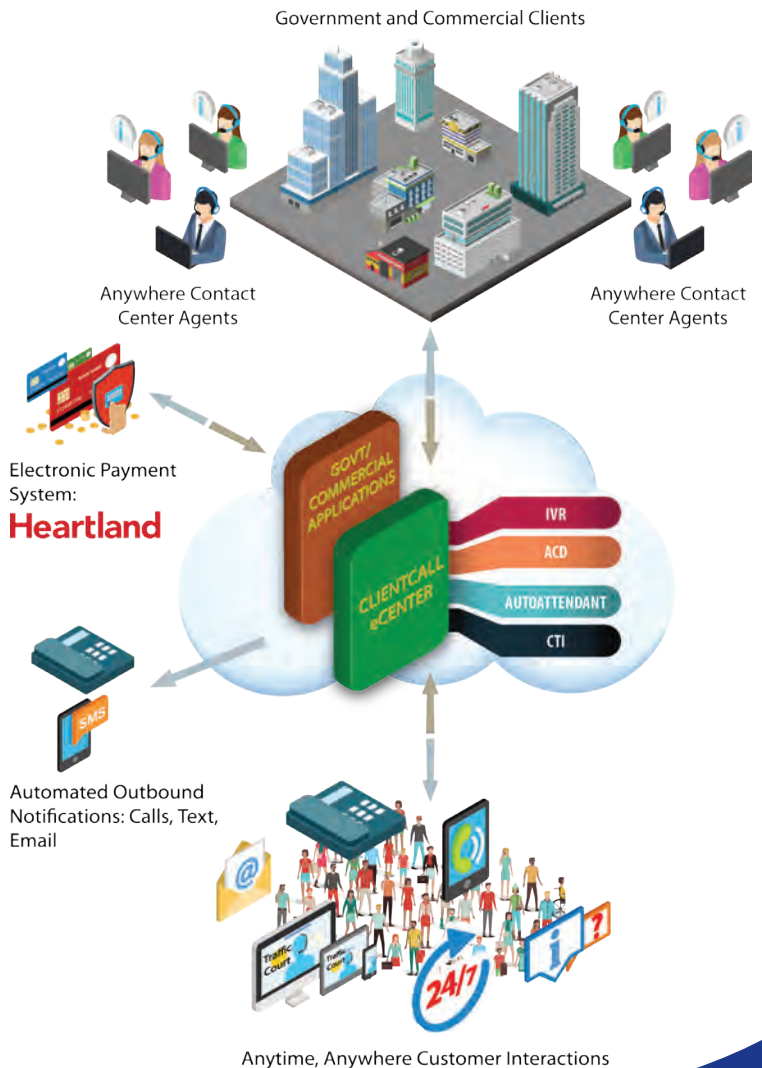 Government and Commercial Clients
i
i
i
i
Anywhere Contact
Center Agents
Anywhere Contact
Center Agents
Electronic Payment
System:
Heartland
GOVT/
COMMERCIAL
APPLICATIONS
CLIENTCALL
eCENTER
IVR
ACD
AUTOATTENDANT
CTI
SMS
Automated Outbound
Notifications: Calls, Text,
Email
@
Traffic
Court
Traffic
Court
24/7
i
?
Anytime, Anywhere Customer Interactions